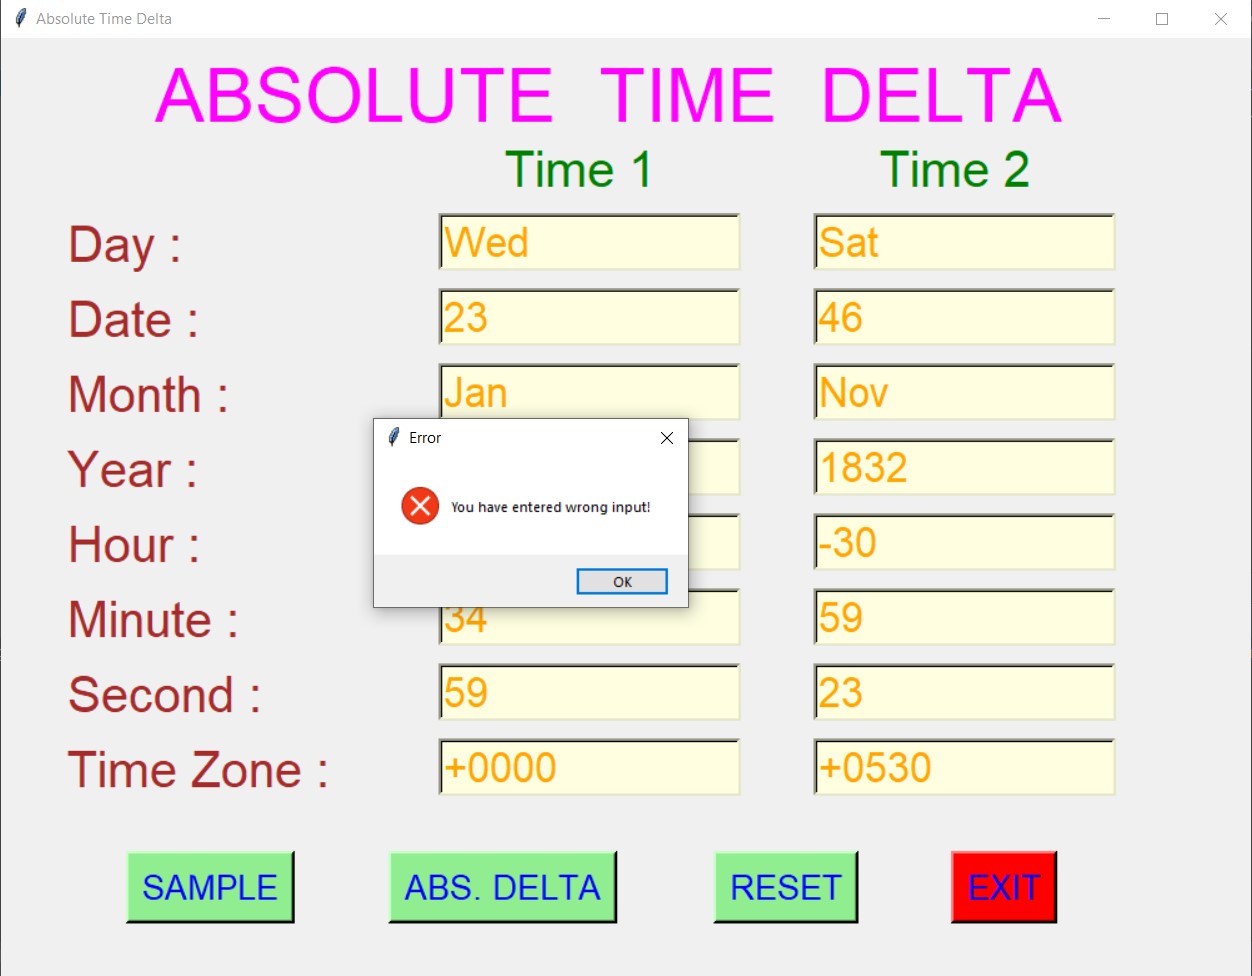 Absolute Time Delta
ABSOLUTE TIME DELTA
Time 1 Time 2
Day : Wed Sat
Date : 23 46
Month : Jan Nov
Error
Year : 1832
You have entered wrong input!
Hour : -30
OK
Minute : 34 59
Second : 59 23
Time Zone : +0000 +0530
SAMPLE ABS. DELTA RESET EXIT